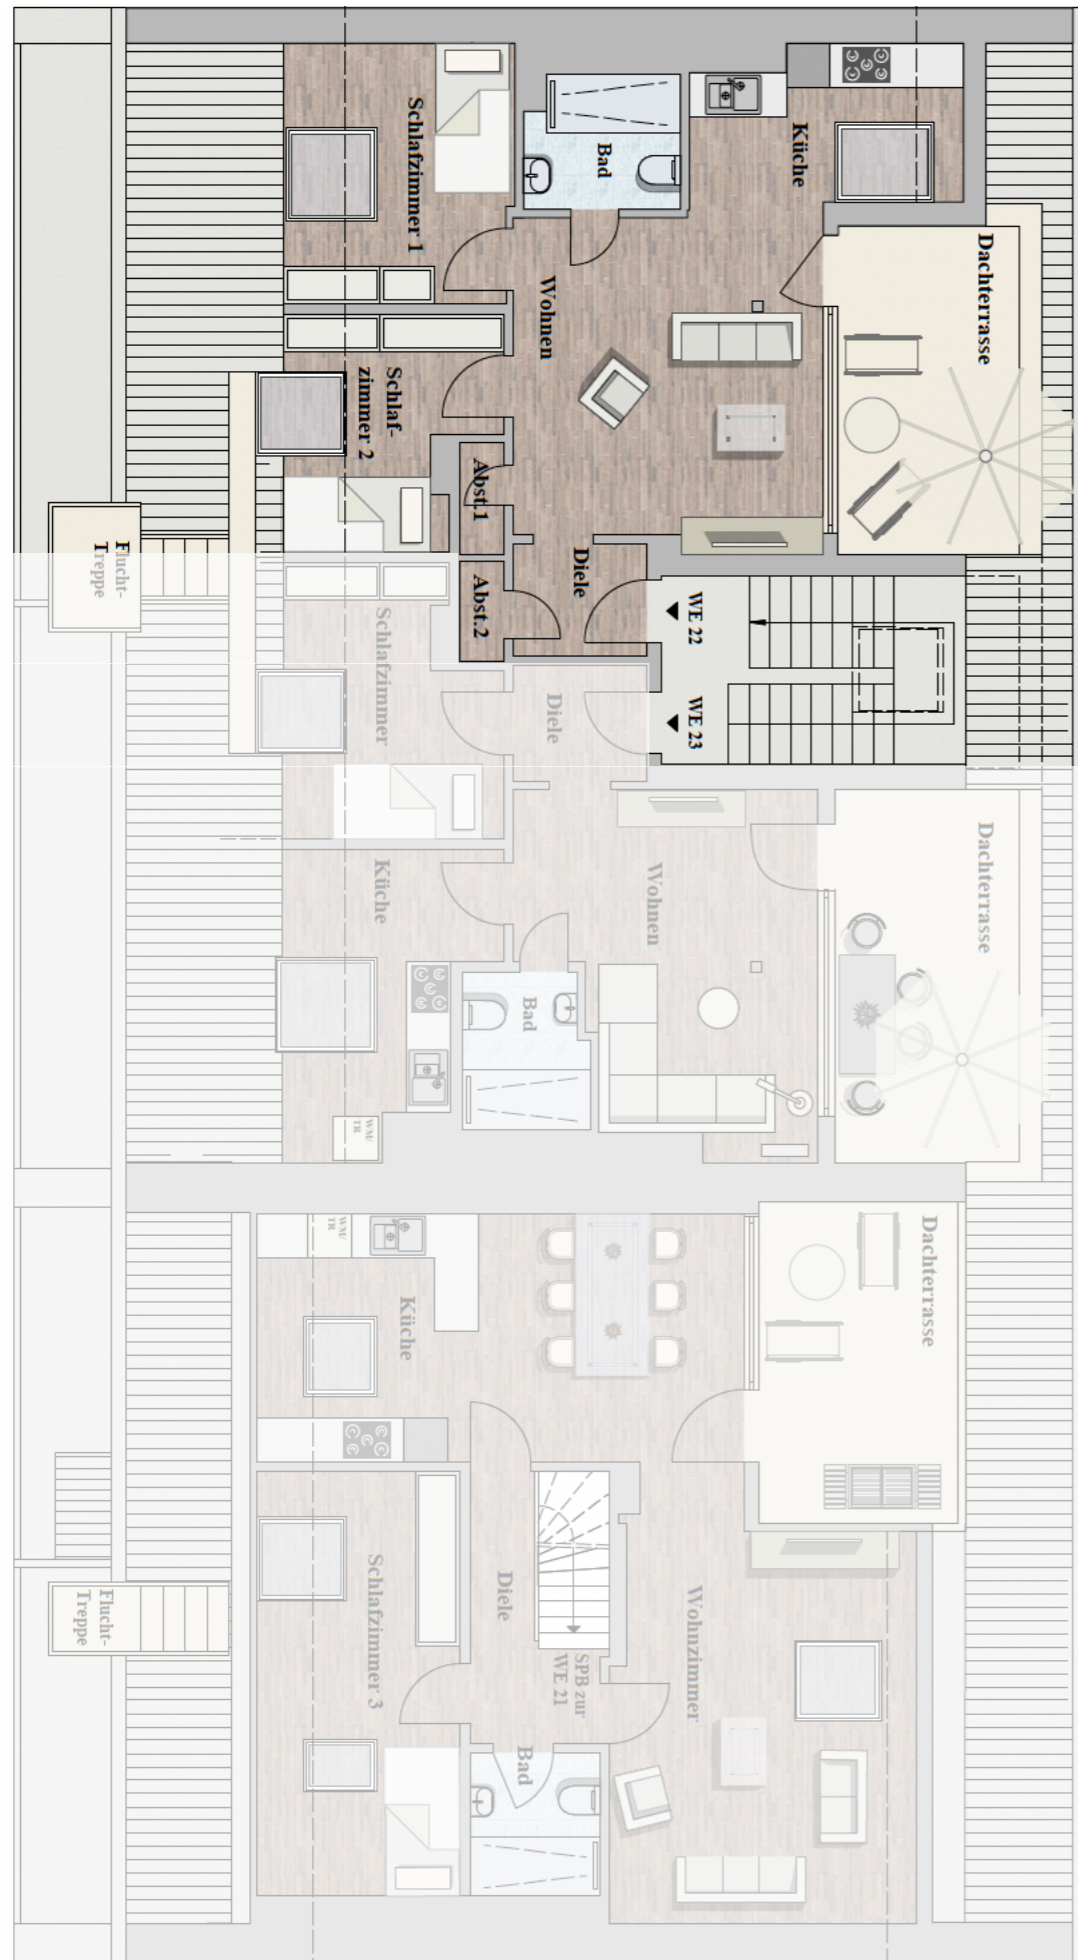 Schlafzimmer 1
Bad
Küche
Dachterrasse
Wohnen
Schlaf-
zimmer 2
Abst.1
Abst.2
Diele
Flucht-
Treppe
WE 22
WE 23
Schlafzimmer
Diele
Küche
Wohnen
Dachterrasse
Bad
WM/
TR
WM/
TR
Küche
Dachterrasse
Schlafzimmer 3
Diele
SPB zur
WE 21
Wohnzimmer
Bad
Flucht-
Treppe